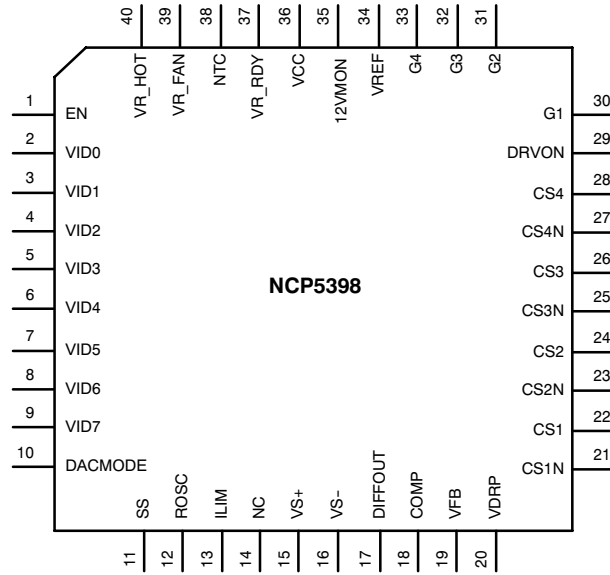 40 39 38 37 36 35 34 33 32 31
VR_HOT VR_FAN NTC VR_RDY VCC 12VMON VREF G4 G3 G2
1 EN G1 30
2 VID0 DRVON 29
3 VID1 CS4 28
4 VID2 CS4N 27
5 VID3 CS3 26
NCP5398
6 VID4 CS3N 25
7 VID5 CS2 24
8 VID6 CS2N 23
9 VID7 CS1 22
10 DACMODE CS1N 21
SS ROSC ILIM NC VS+ VS− DIFFOUT COMP VFB VDRP
11 12 13 14 15 16 17 18 19 20